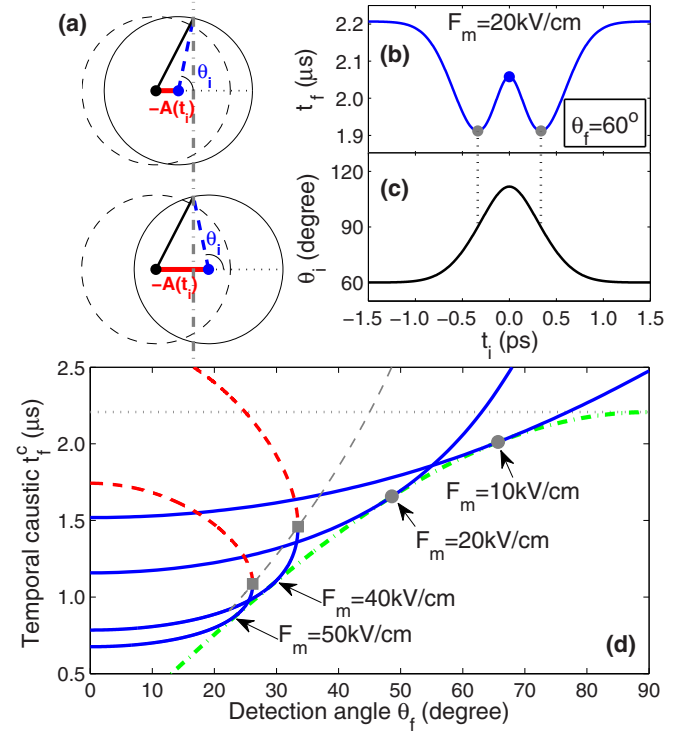 (a)
θi
-A(ti)
θi
-A(ti)
Fm=20kV/cm
(b)
tf (μs)
2.2
2.1
2.0
1.9
θf=60°
(c)
θi (degree)
120
90
60
−1.5 −1.0 −0.5 0.0 0.5 1.0 1.5
ti (ps)
Temporal caustic tfc (μs)
2.5
2.0
1.5
1.0
0.5
Fm=10kV/cm
Fm=20kV/cm
Fm=40kV/cm
Fm=50kV/cm
(d)
0 10 20 30 40 50 60 70 80 90
Detection angle θf (degree)